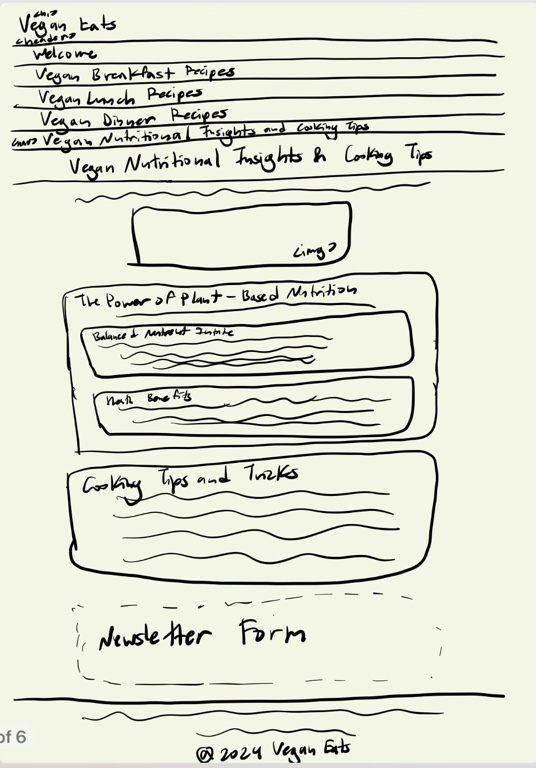 <h1>
Vegan Eats
<header>
Welcome
Vegan Breakfast Recipes
Vegan Lunch Recipes
Vegan Dinner Recipes
Vegan Nutritional Insights and Cooking Tips
Vegan Nutritional Insights & Cooking Tips
<img>
The Power of Plant-Based Nutrition
Balanced Nutrient Intake
Health Benefits
Cooking Tips and Tricks
Newsletter Form
© 2024 Vegan Eats
of 6